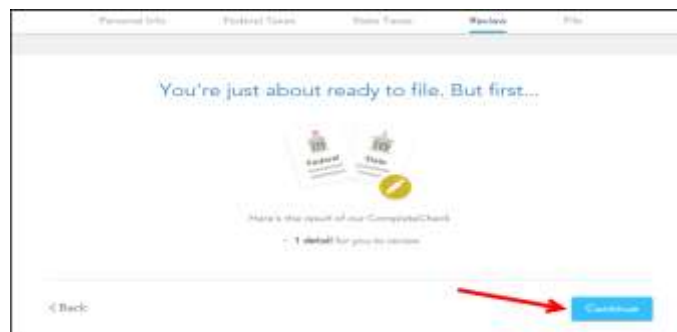 Personal Info Federal Taxes State Taxes Review File
You're just about ready to file. But first...
Federal State
Here's the result of our CompleteCheck
- 1 detail for you to review
< Back
Continue